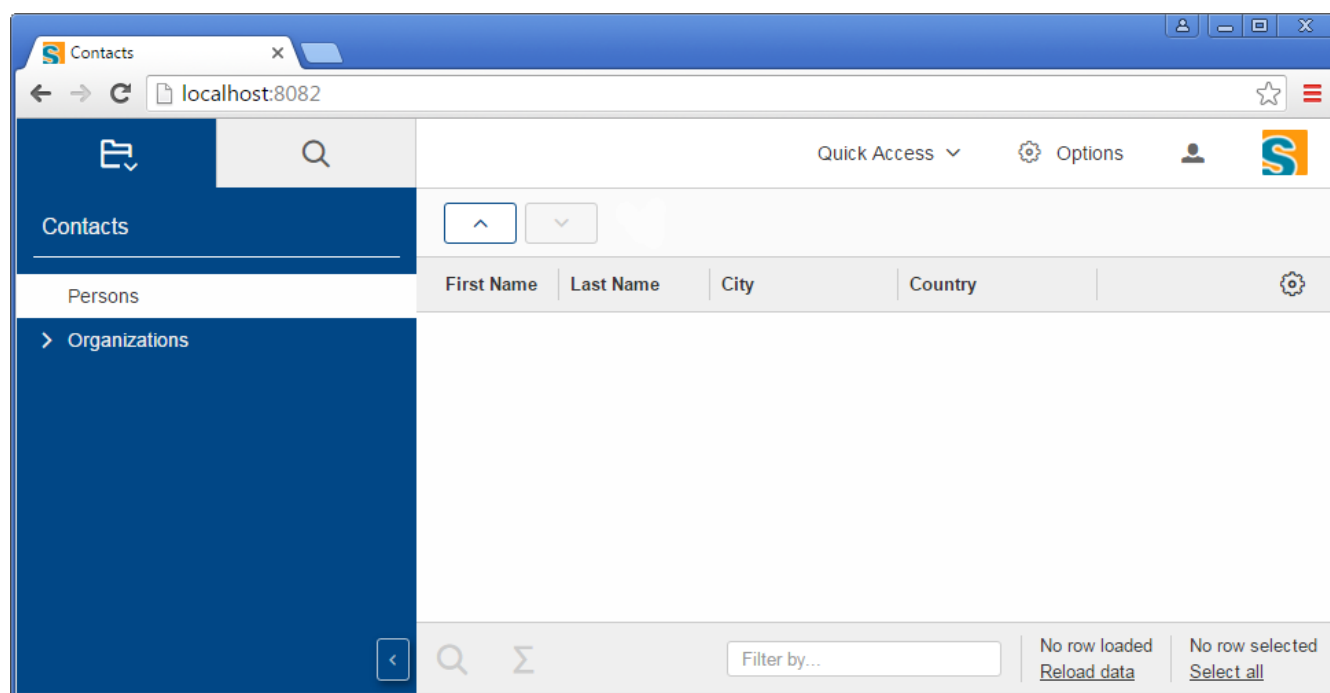 Contacts
localhost:8082
Quick Access
Options
Contacts
Persons
Organizations
First Name Last Name City Country
Filter by...
No row loaded
Reload data
No row selected
Select all